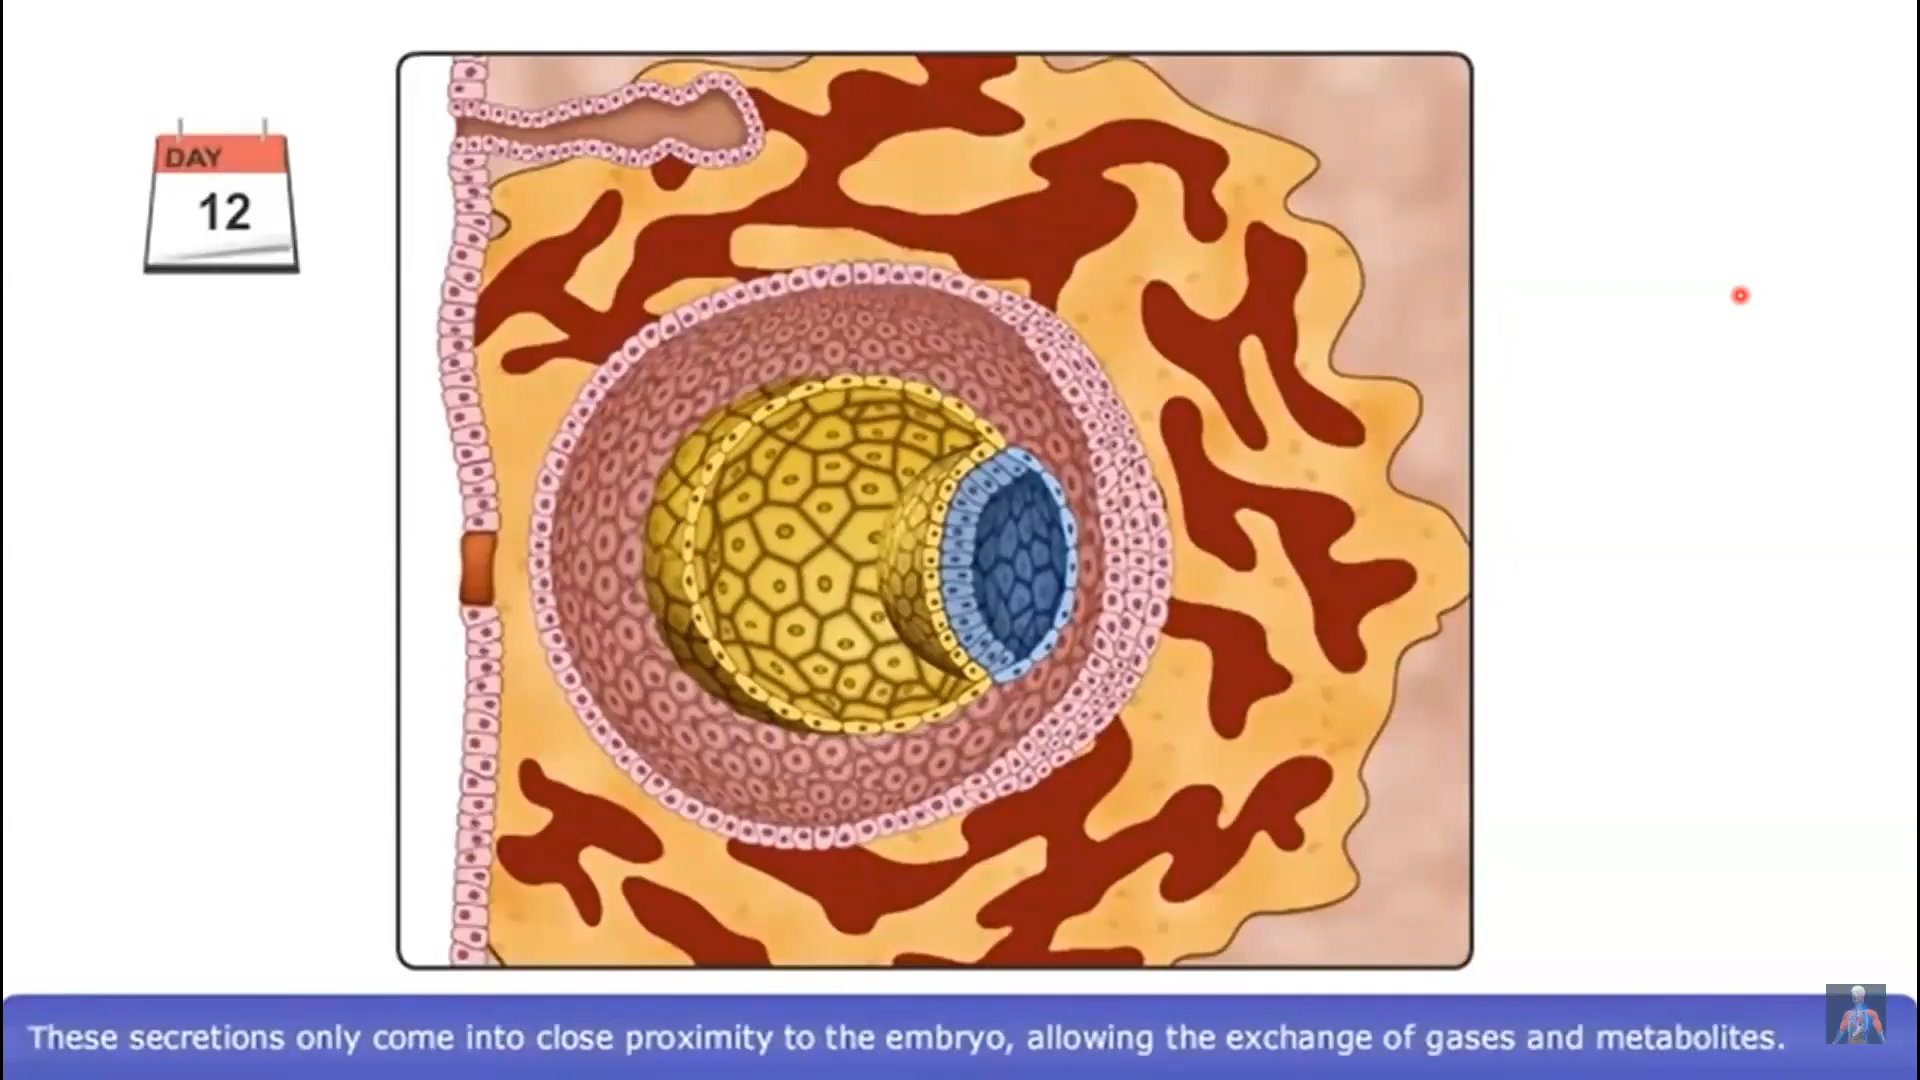 DAY
12
These secretions only come into close proximity to the embryo, allowing the exchange of gases and metabolites.